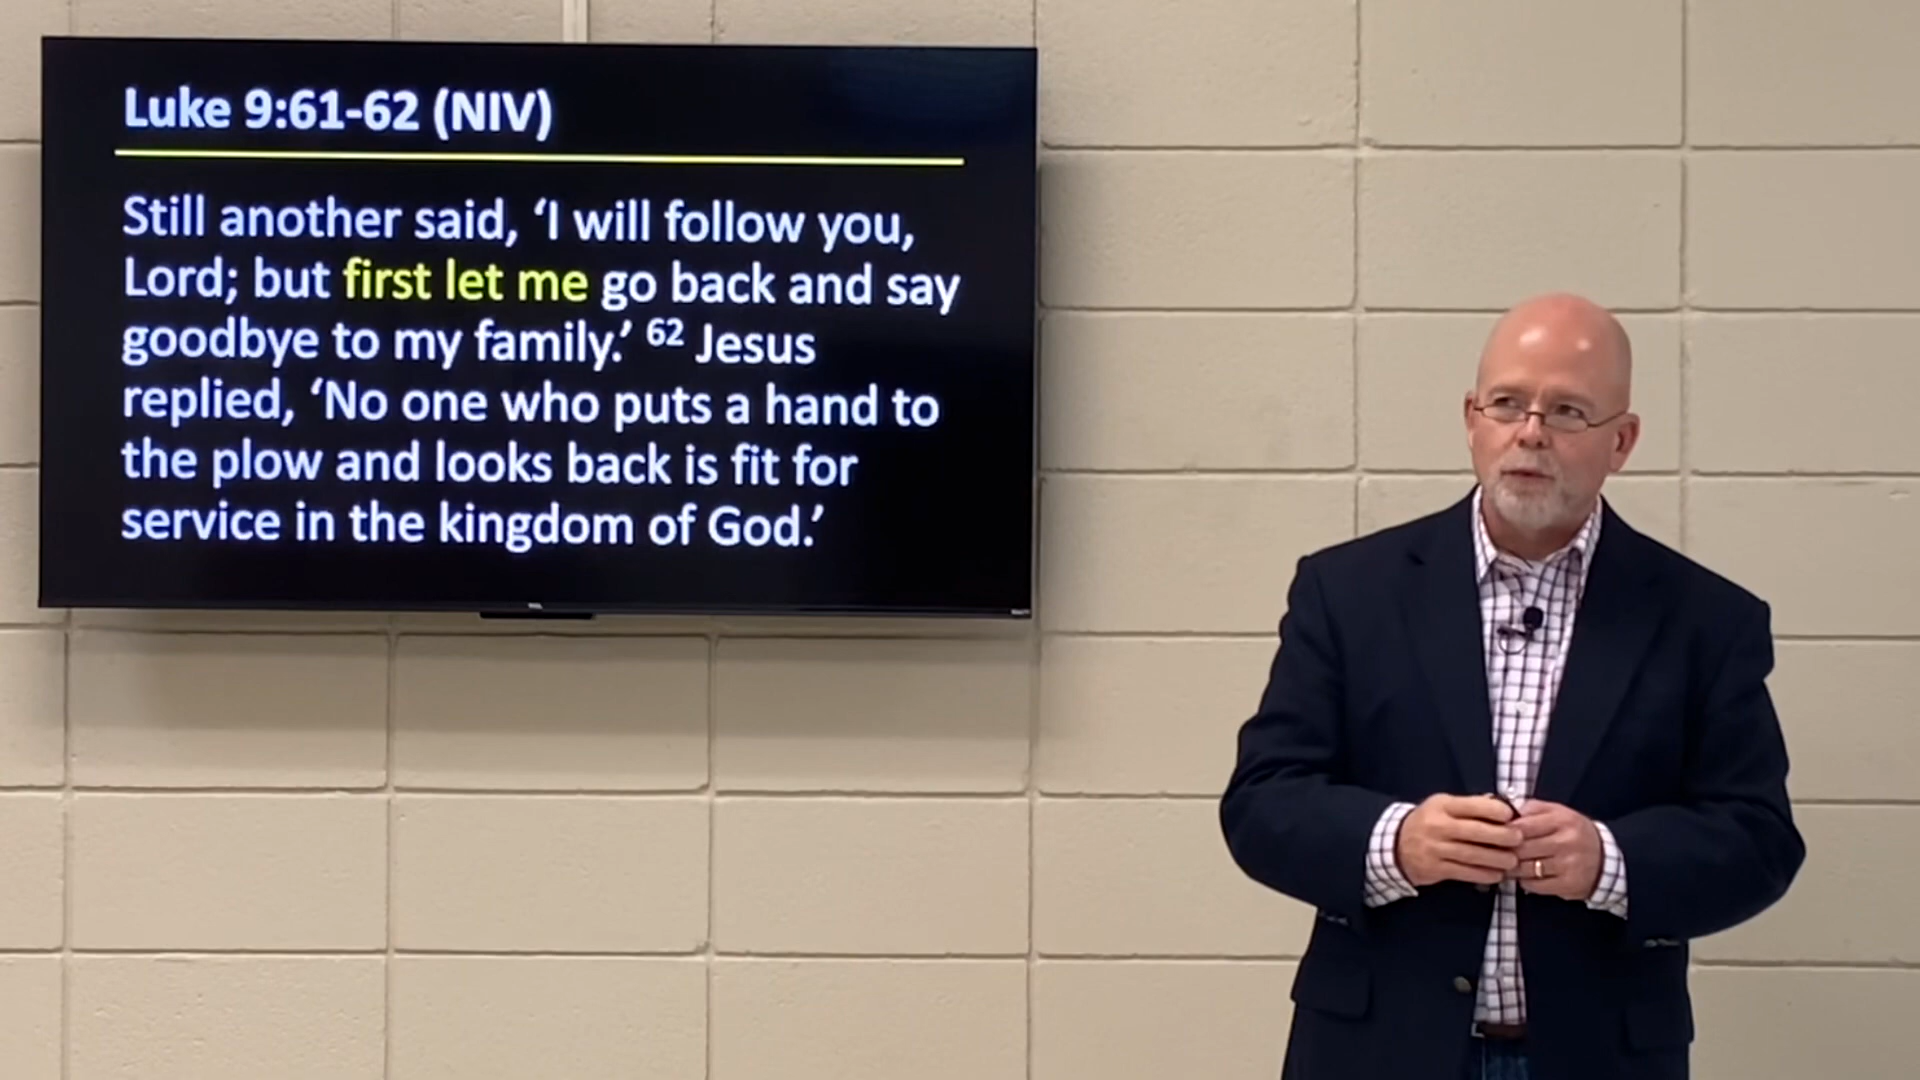 Luke 9:61-62 (NIV)
Still another said, ‘I will follow you,
Lord; but first let me go back and say
goodbye to my family.’ 62 Jesus
replied, ‘No one who puts a hand to
the plow and looks back is fit for
service in the kingdom of God.’
TCL